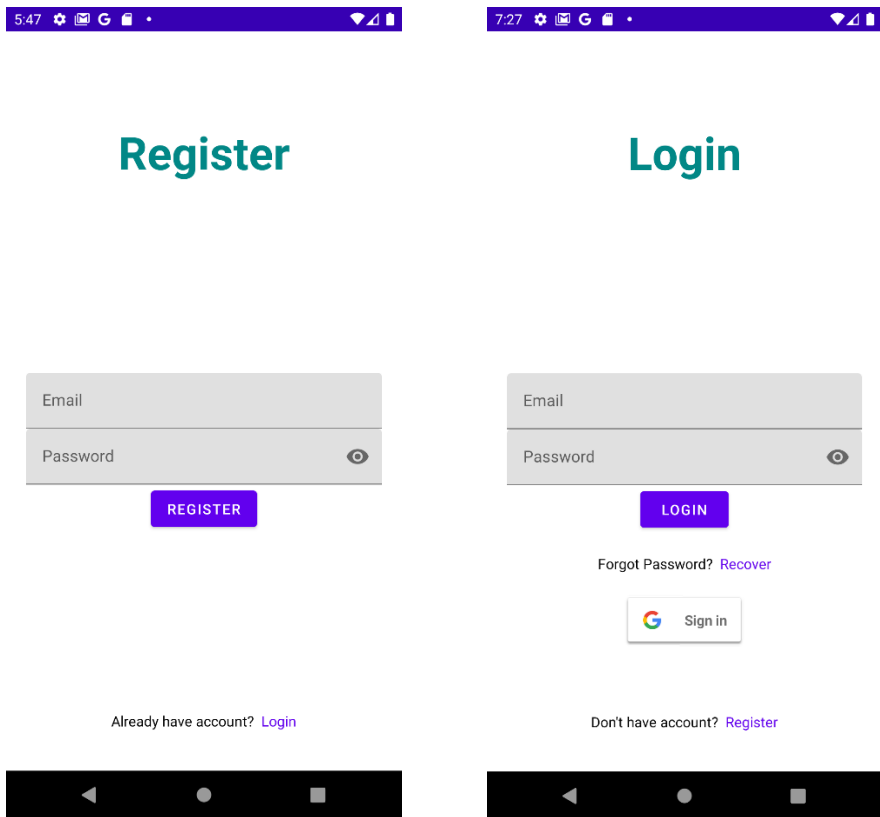 5:47
Register
Email
Password
REGISTER
Already have account? Login
7:27
Login
Email
Password
LOGIN
Forgot Password? Recover
G Sign in
Don't have account? Register